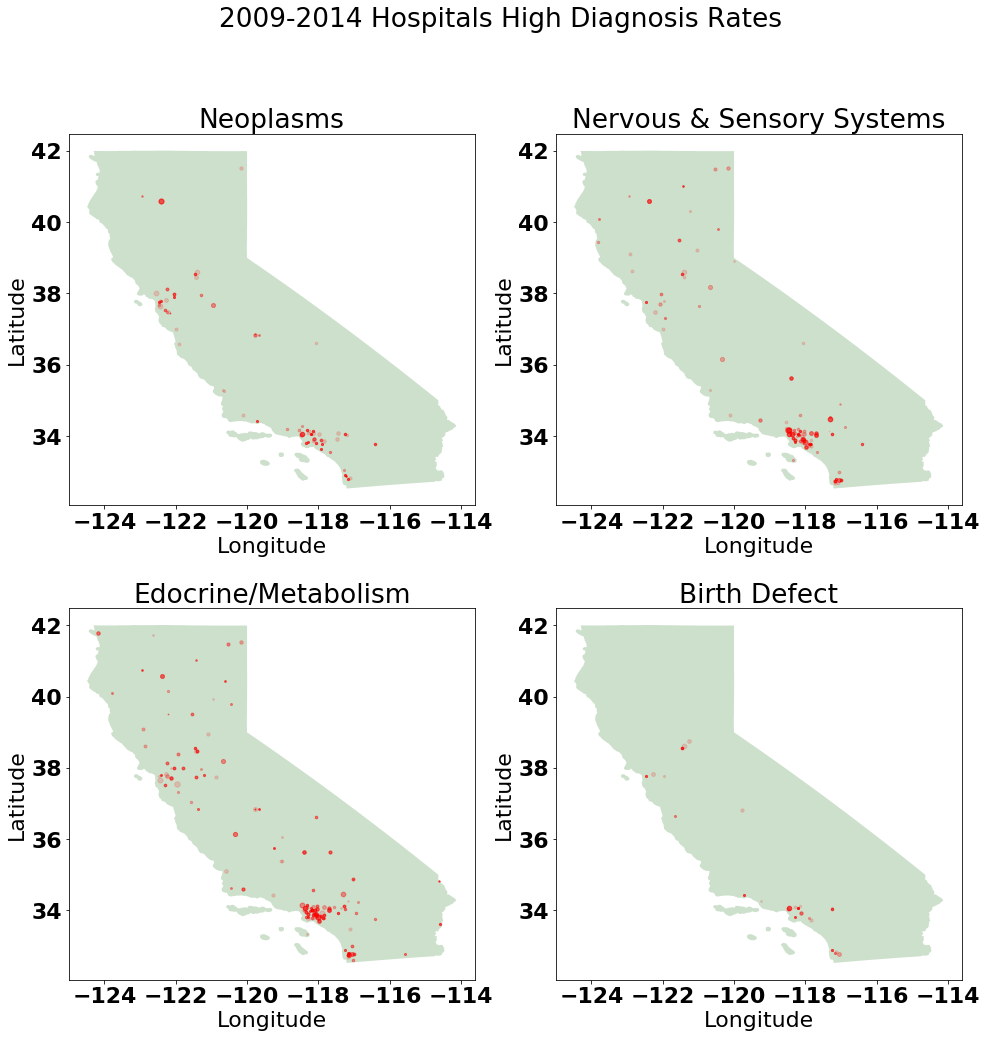 2009-2014 Hospitals High Diagnosis Rates
Neoplasms
42
40
38
36
34
Latitude
−124 −122 −120 −118 −116 −114
Longitude
Nervous & Sensory Systems
42
40
38
36
34
Latitude
−124 −122 −120 −118 −116 −114
Longitude
Edocrine/Metabolism
42
40
38
36
34
Latitude
−124 −122 −120 −118 −116 −114
Longitude
Birth Defect
42
40
38
36
34
Latitude
−124 −122 −120 −118 −116 −114
Longitude